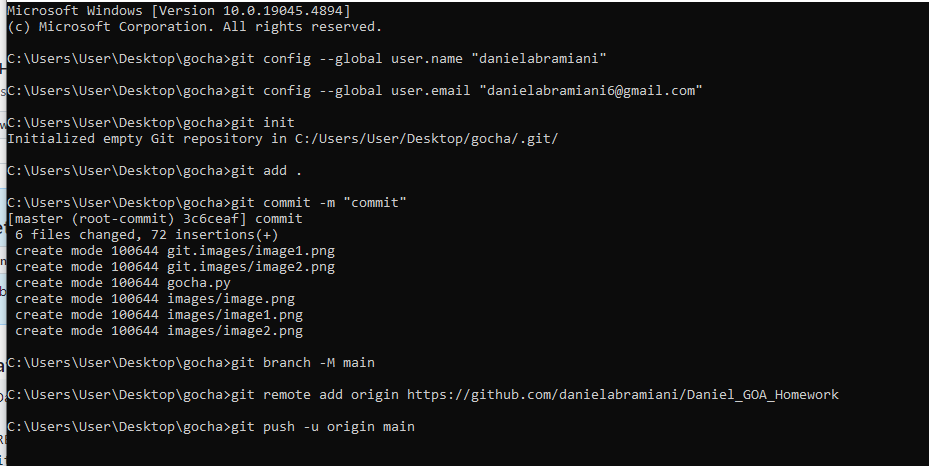 Microsoft Windows [Version 10.0.19045.4894]
(c) Microsoft Corporation. All rights reserved.
C:\Users\User\Desktop\gocha>git config --global user.name "danielabramiani"
C:\Users\User\Desktop\gocha>git config --global user.email "danielabramiani6@gmail.com"
C:\Users\User\Desktop\gocha>git init
Initialized empty Git repository in C:/Users/User/Desktop/gocha/.git/
C:\Users\User\Desktop\gocha>git add .
C:\Users\User\Desktop\gocha>git commit -m "commit"
[master (root-commit) 3c6ceaf] commit
 6 files changed, 72 insertions(+)
 create mode 100644 git.images/image1.png
 create mode 100644 git.images/image2.png
 create mode 100644 gocha.py
 create mode 100644 images/image.png
 create mode 100644 images/image1.png
 create mode 100644 images/image2.png
C:\Users\User\Desktop\gocha>git branch -M main
C:\Users\User\Desktop\gocha>git remote add origin https://github.com/danielabramiani/Daniel_GOA_Homework
C:\Users\User\Desktop\gocha>git push -u origin main